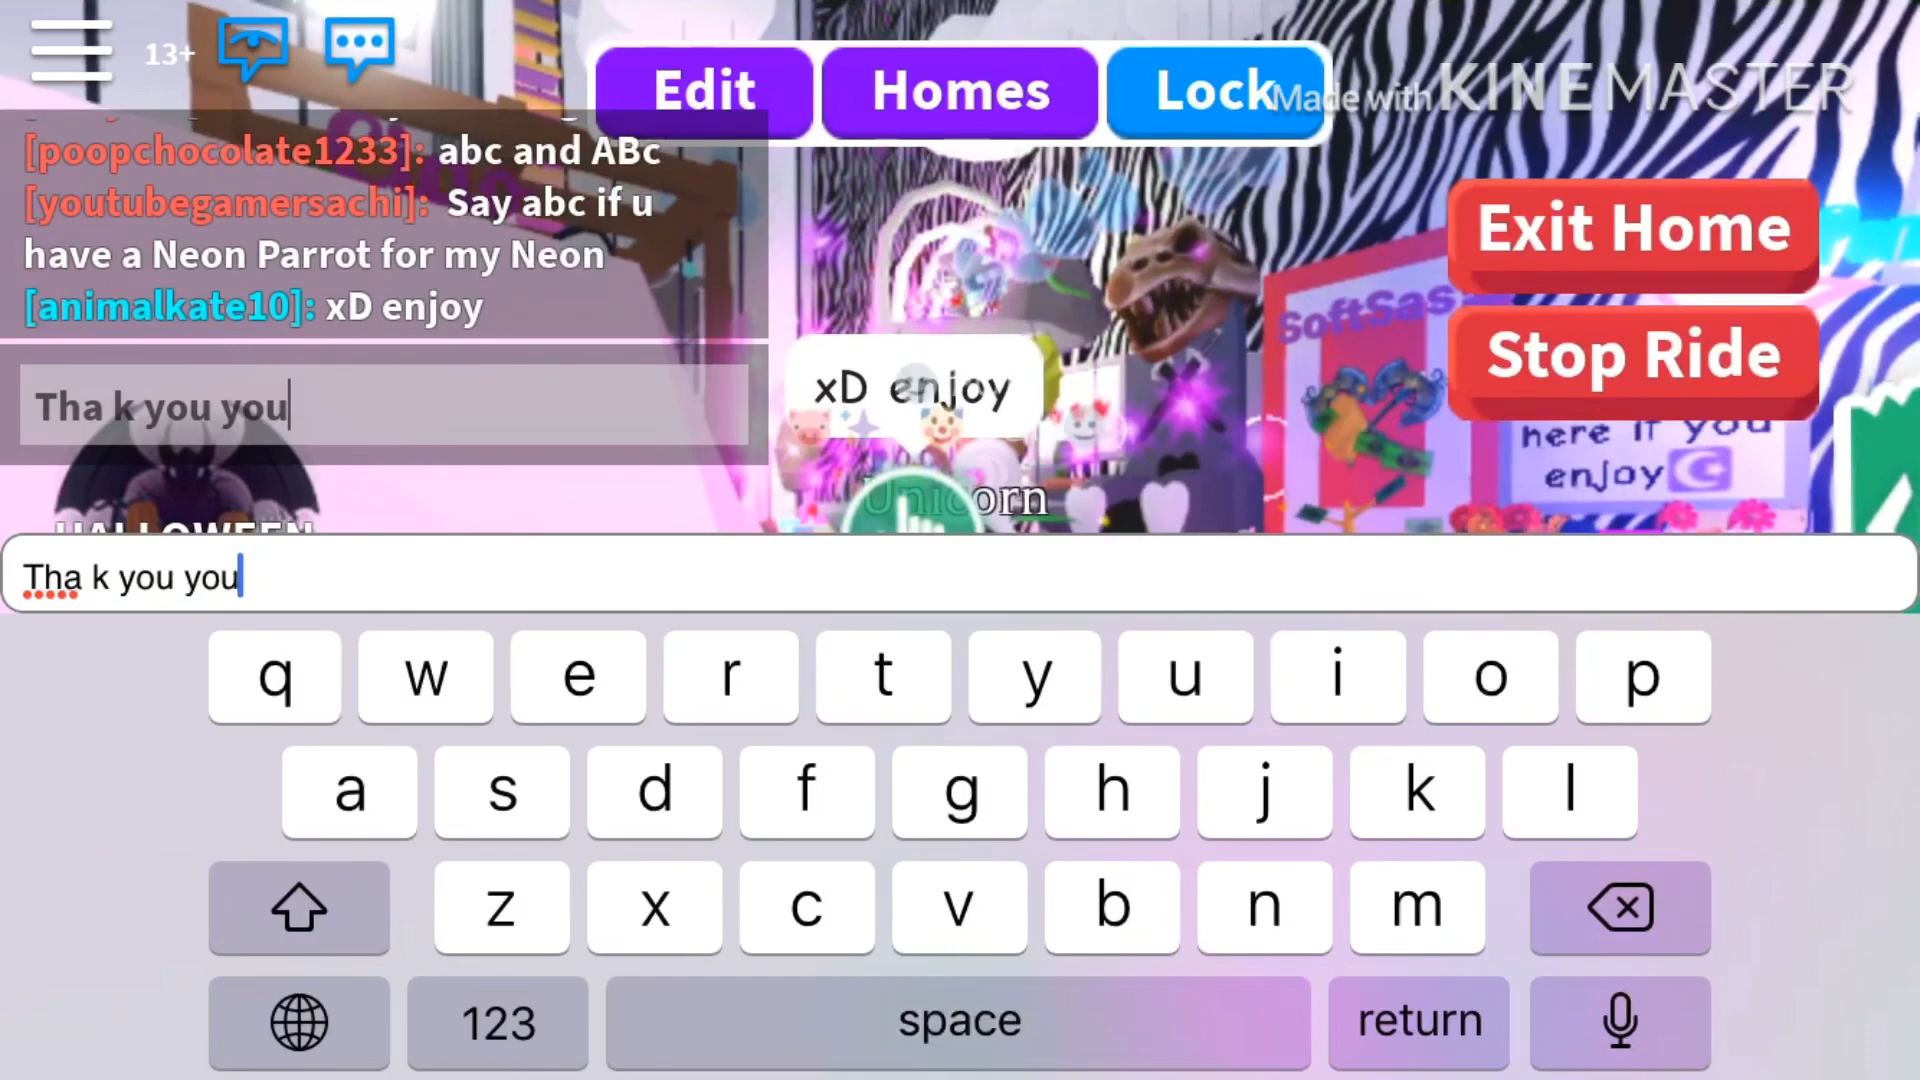 13+
Edit
Homes
Lock
Made with KINEMASTER
[poopchocolate1233]: abc and ABc
[youtubegamersachi]: Say abc if u
have a Neon Parrot for my Neon
[animalkate10]: xD enjoy
Tha k you you
xD enjoy
Unicorn
Exit Home
Stop Ride
SoftSas
here if you
enjoy
HALLOWEEN
Tha k you you
q w e r t y u i o p
a s d f g h j k l
z x c v b n m
123 space return